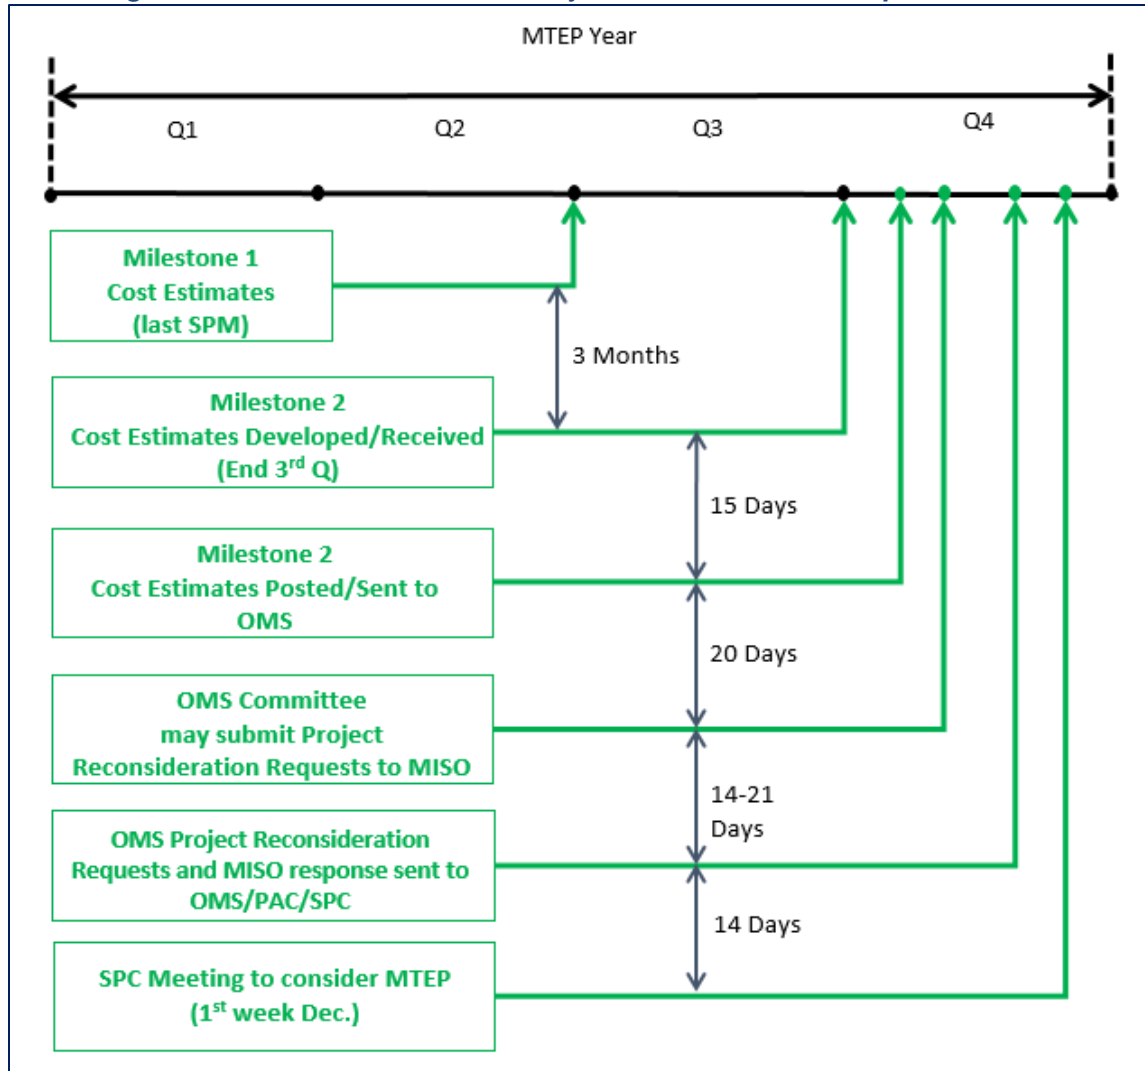 MTEP Year
Q1
Q2
Q3
Q4
Milestone 1
Cost Estimates
(last SPM)
3 Months
Milestone 2
Cost Estimates Developed/Received
(End 3rd Q)
15 Days
Milestone 2
Cost Estimates Posted/Sent to
OMS
20 Days
OMS Committee
may submit Project
Reconsideration Requests to MISO
14-21
Days
OMS Project Reconsideration
Requests and MISO response sent to
OMS/PAC/SPC
14 Days
SPC Meeting to consider MTEP
(1st week Dec.)